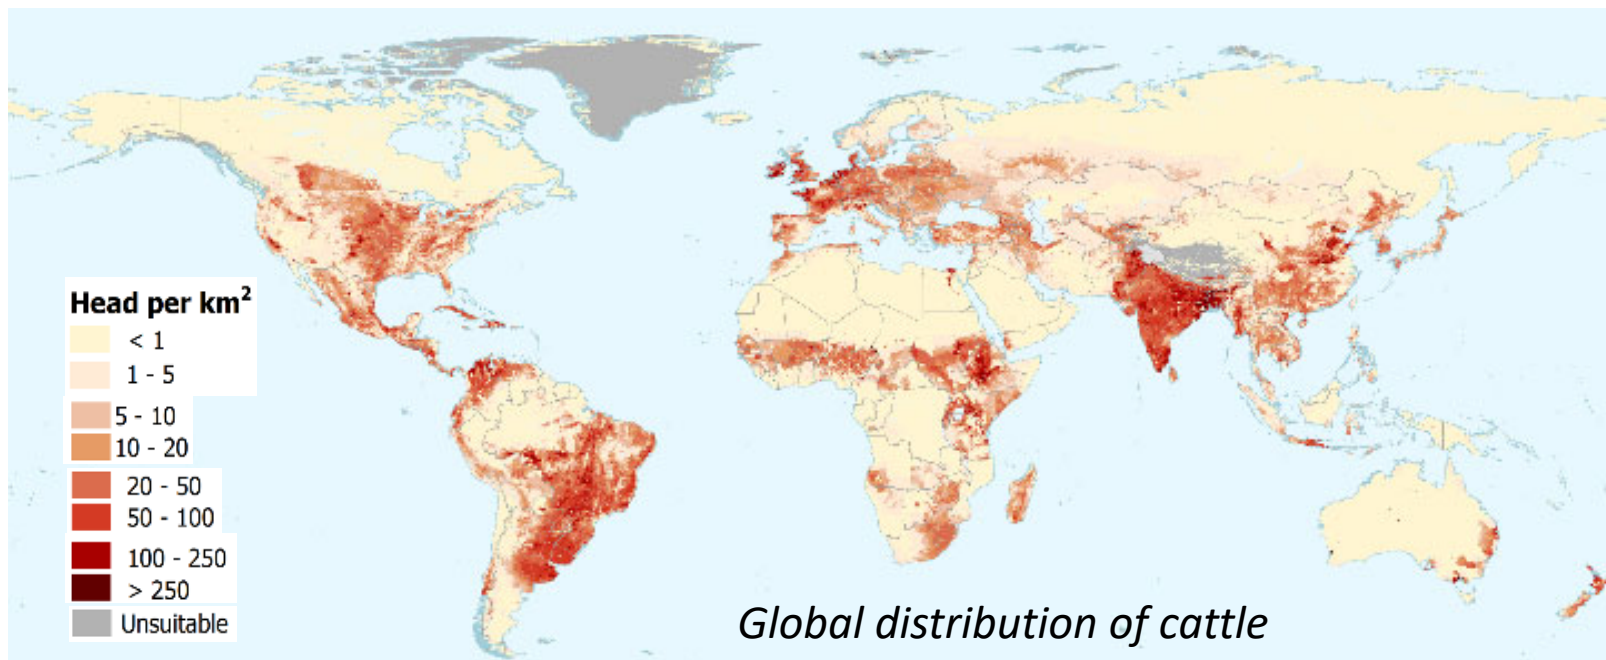 Head per km²
< 1
1 - 5
5 - 10
10 - 20
20 - 50
50 - 100
100 - 250
> 250
Unsuitable
Global distribution of cattle